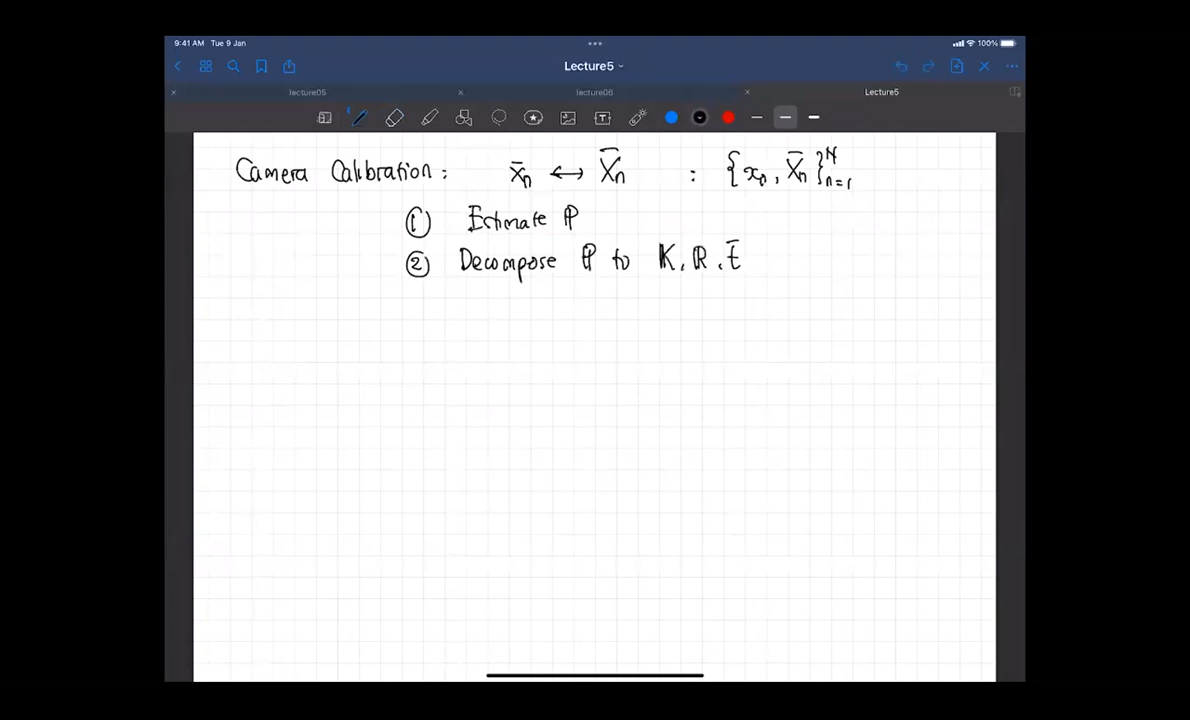 9:41 AM Tue 9 Jan 100%
Lecture5
lecture05 lecture06 Lecture5
Camera Calibration: x̄ₙ ↔ X̄ₙ : {xₙ, X̄ₙ}ᴺₙ₌₁
① Estimate ℙ
② Decompose ℙ to 𝕂, ℝ, t̄